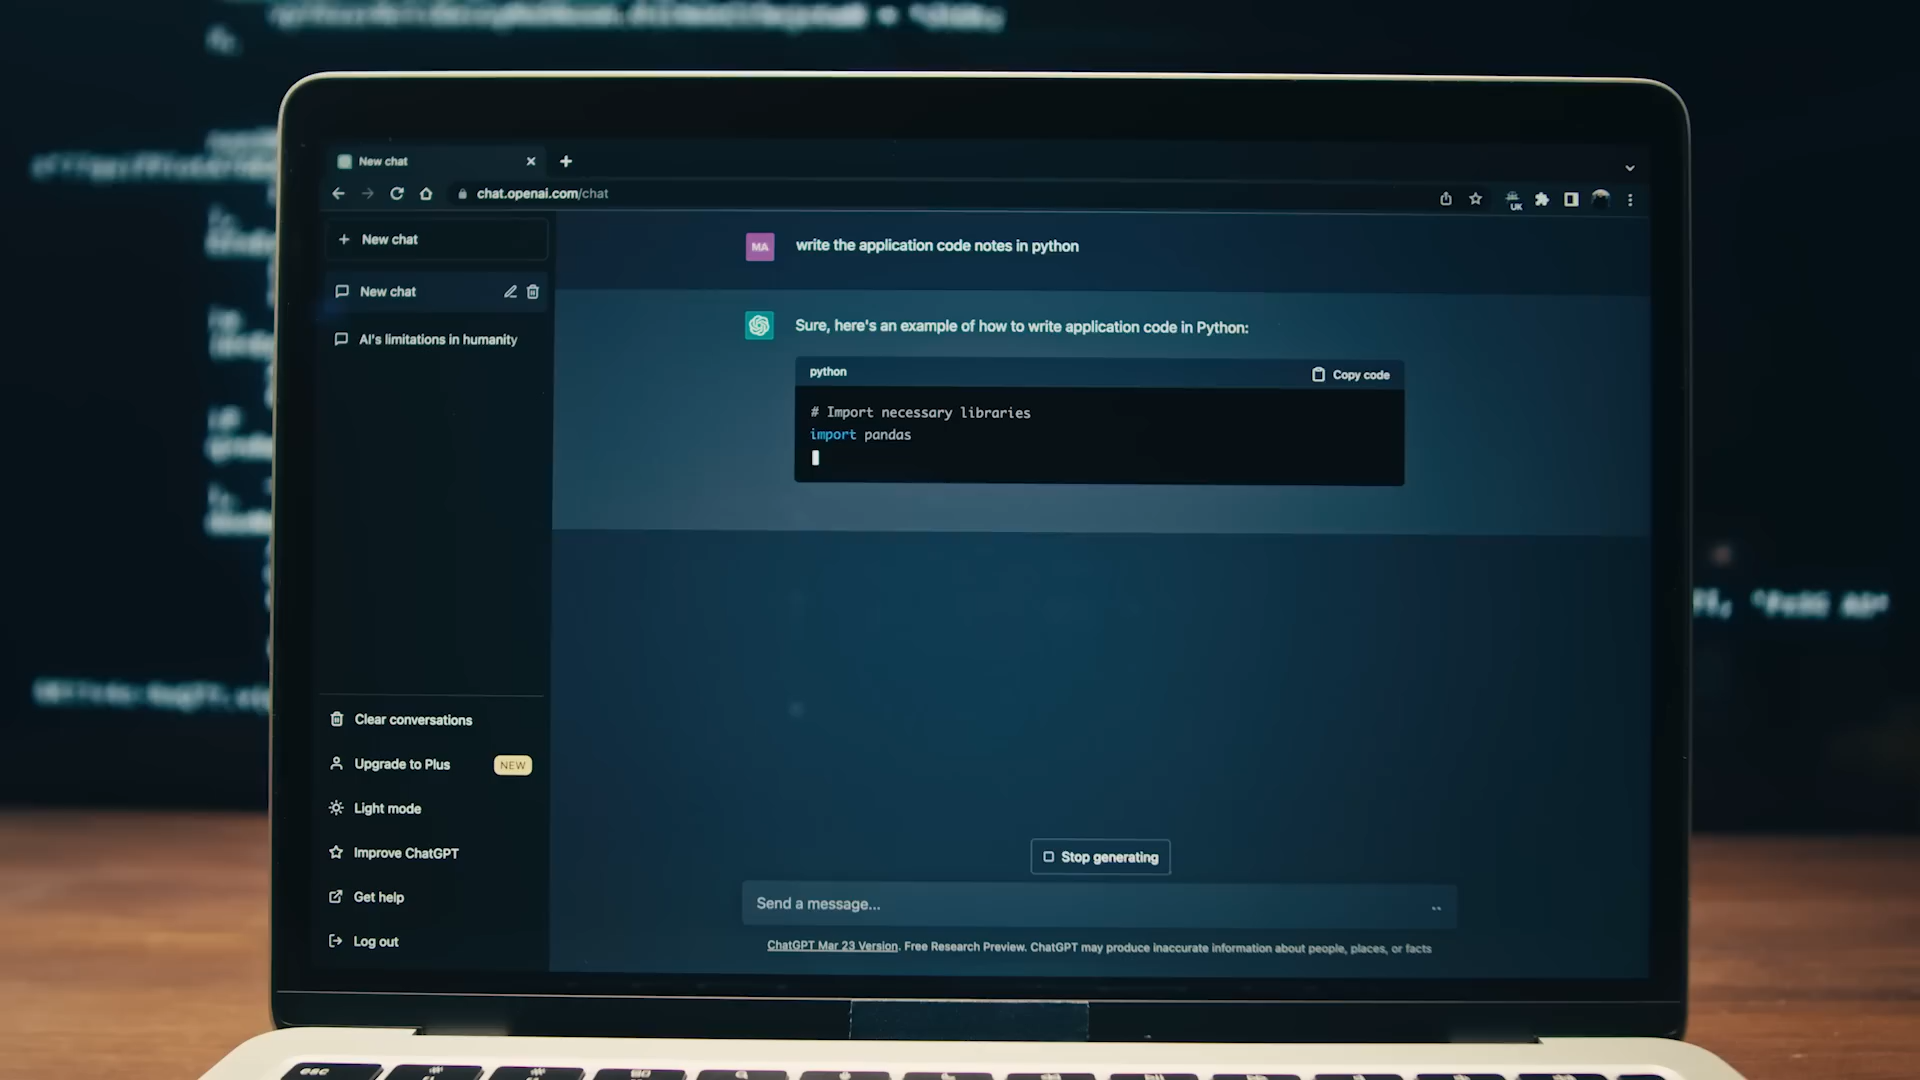 New chat
chat.openai.com/chat
UK
New chat
New chat
AI's limitations in humanity
MA
write the application code notes in python
Sure, here's an example of how to write application code in Python:
python
Copy code
# Import necessary libraries
import pandas
Stop generating
Send a message...
ChatGPT Mar 23 Version. Free Research Preview. ChatGPT may produce inaccurate information about people, places, or facts
Clear conversations
Upgrade to Plus NEW
Light mode
Improve ChatGPT
Get help
Log out
esc